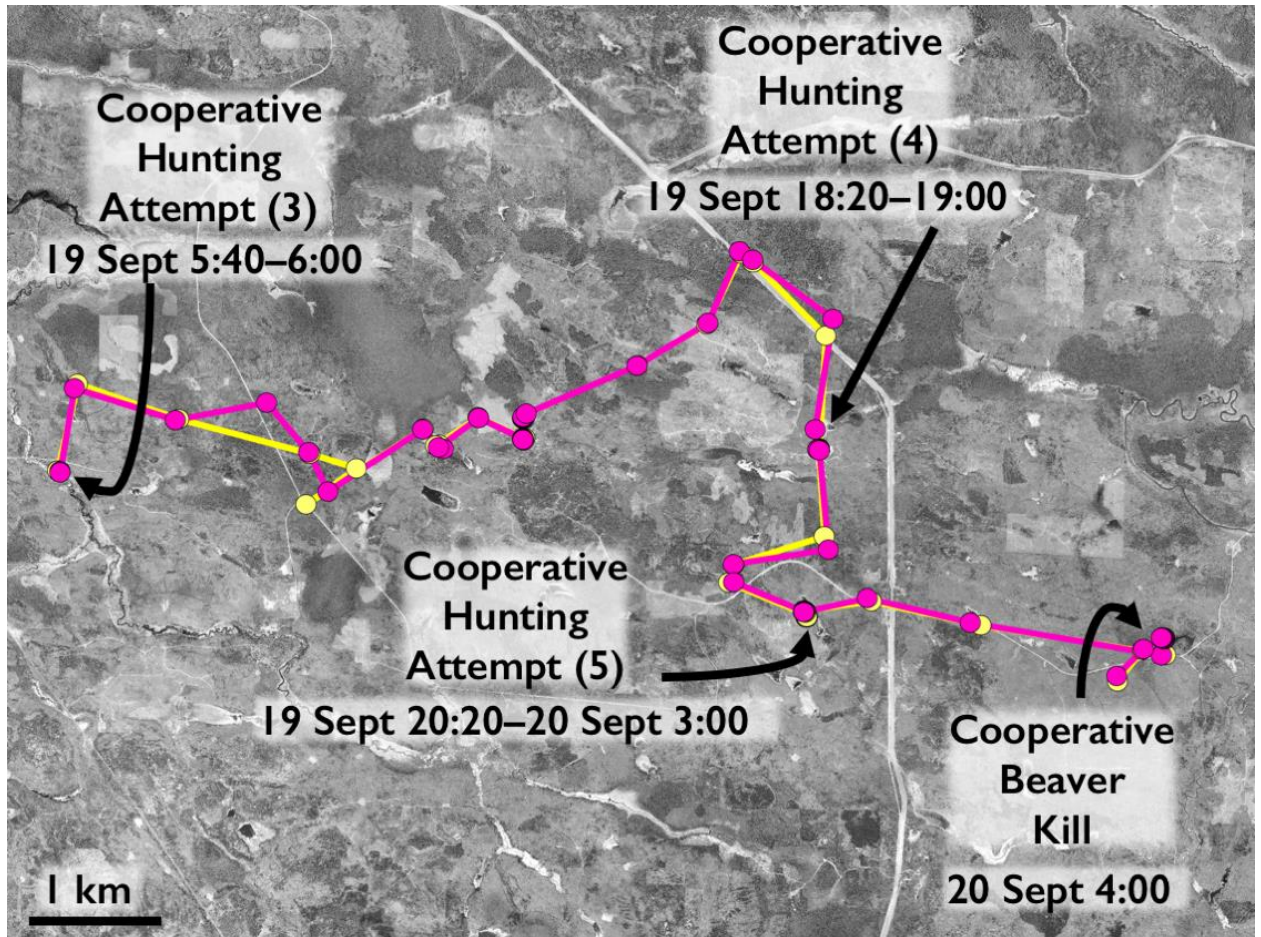 Cooperative
Hunting
Attempt (3)
19 Sept 5:40–6:00
Cooperative
Hunting
Attempt (4)
19 Sept 18:20–19:00
Cooperative
Hunting
Attempt (5)
19 Sept 20:20–20 Sept 3:00
Cooperative
Beaver
Kill
20 Sept 4:00
1 km